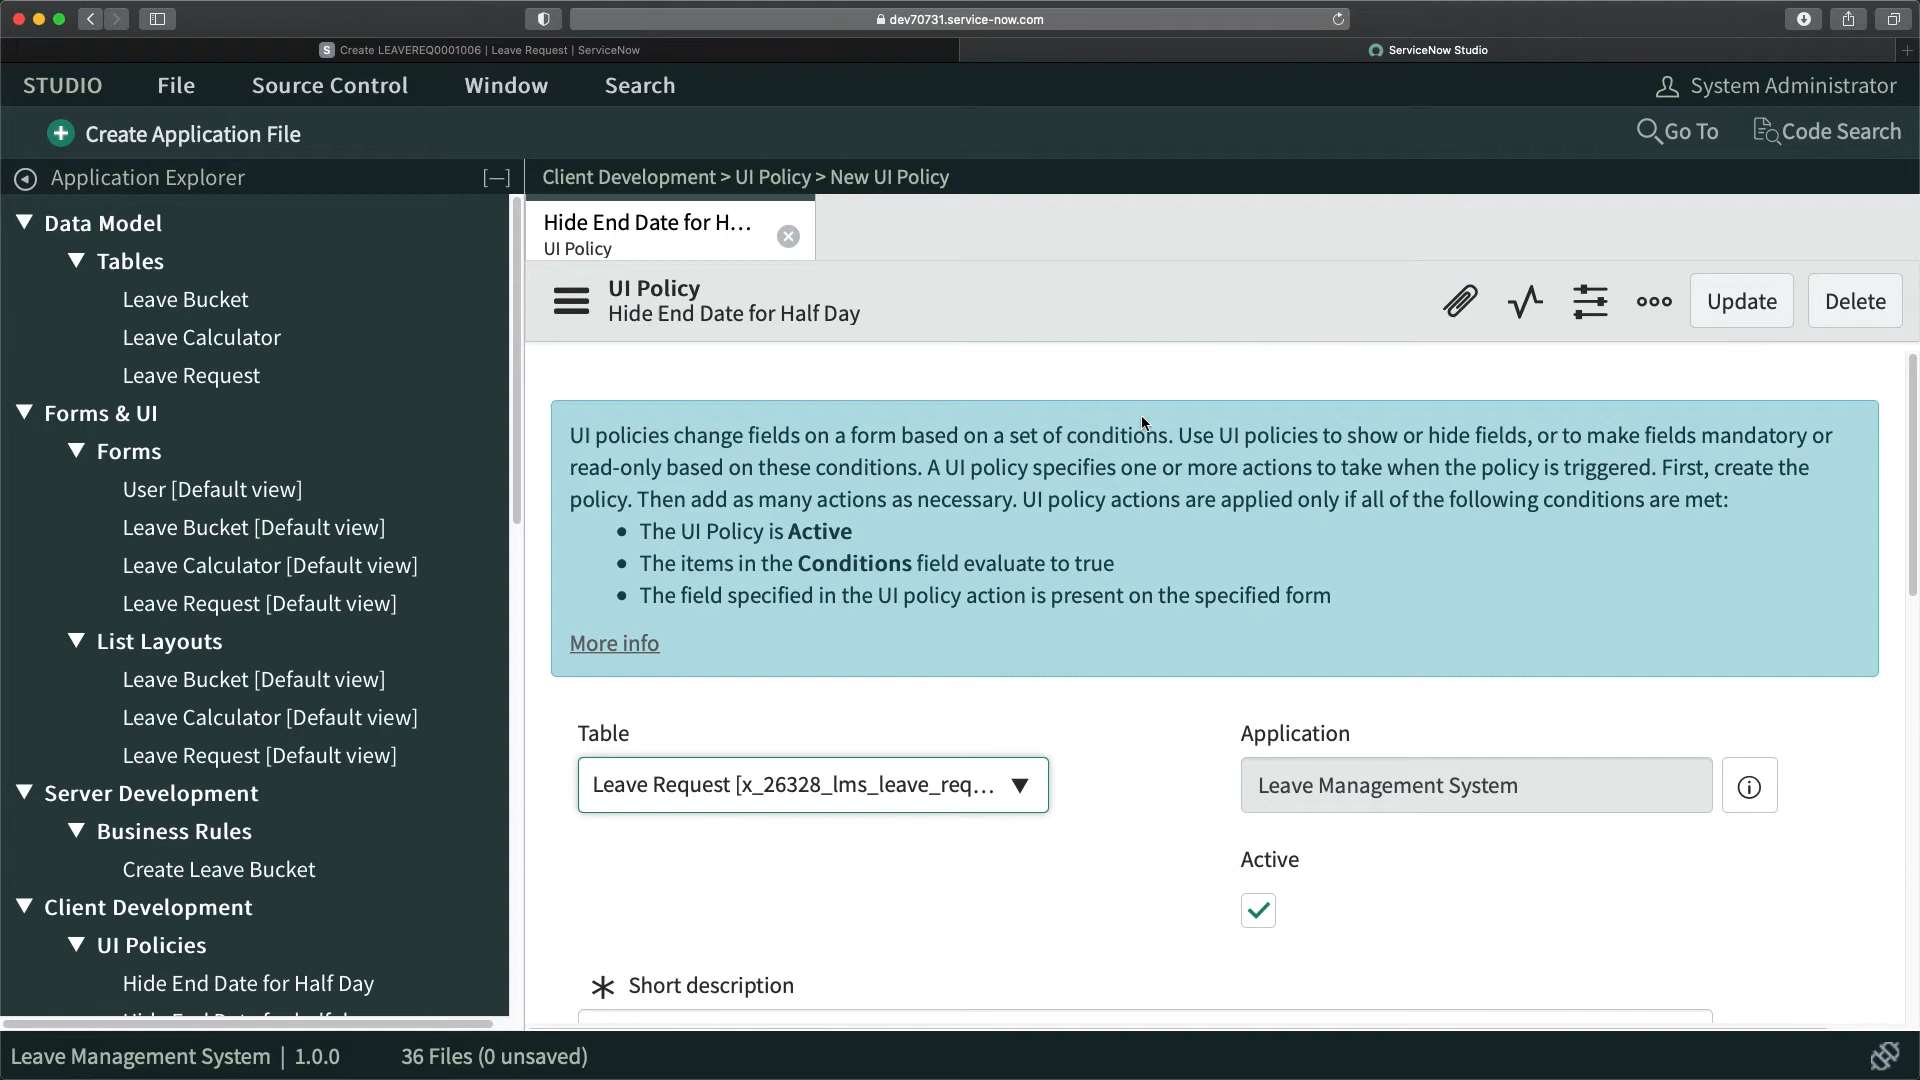 dev70731.service-now.com
S Create LEAVEREQ0001006 | Leave Request | ServiceNow
ServiceNow Studio
STUDIO File Source Control Window Search System Administrator
Create Application File Go To Code Search
Application Explorer [—] Client Development > UI Policy > New UI Policy
Data Model
Tables
Leave Bucket
Leave Calculator
Leave Request
Forms & UI
Forms
User [Default view]
Leave Bucket [Default view]
Leave Calculator [Default view]
Leave Request [Default view]
List Layouts
Leave Bucket [Default view]
Leave Calculator [Default view]
Leave Request [Default view]
Server Development
Business Rules
Create Leave Bucket
Client Development
UI Policies
Hide End Date for Half Day
Hide End Date for H...
UI Policy
UI Policy
Hide End Date for Half Day
Update
Delete
UI policies change fields on a form based on a set of conditions. Use UI policies to show or hide fields, or to make fields mandatory or
read-only based on these conditions. A UI policy specifies one or more actions to take when the policy is triggered. First, create the
policy. Then add as many actions as necessary. UI policy actions are applied only if all of the following conditions are met:
• The UI Policy is Active
• The items in the Conditions field evaluate to true
• The field specified in the UI policy action is present on the specified form
More info
Table
Leave Request [x_26328_lms_leave_req...
Application
Leave Management System
Active
Short description
Leave Management System | 1.0.0 36 Files (0 unsaved)